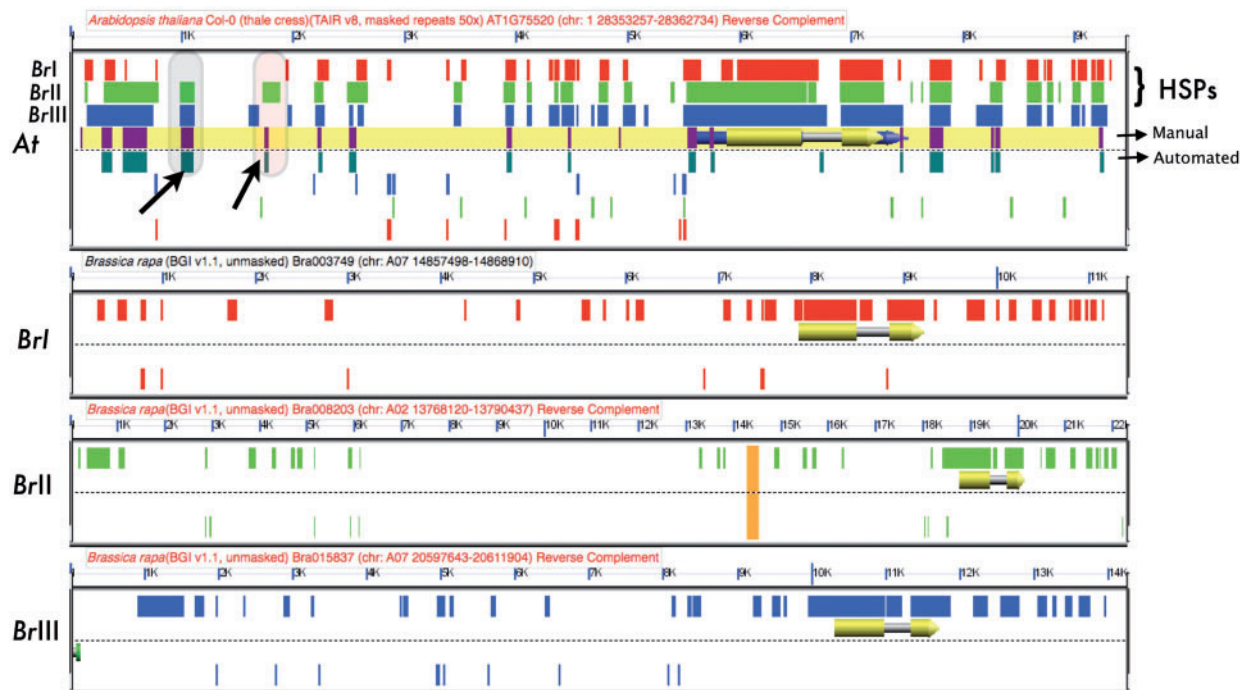 Arabidopsis thaliana Col-0 (thale cress)(TAIR v8, masked repeats 50x) AT1G75520 (chr: 1 28353257-28362734) Reverse Complement
1K 2K 3K 4K 5K 6K 7K 8K 9K
BrI
BrII
BrIII
At
HSPs
Manual
Automated
Brassica rapa (BGI v1.1, unmasked) Bra003749 (chr: A07 14857498-14868910)
1K 2K 3K 4K 5K 6K 7K 8K 9K 10K 11K
BrI
Brassica rapa(BGI v1.1, unmasked) Bra008203 (chr: A02 13768120-13790437) Reverse Complement
1K 2K 3K 4K 5K 6K 7K 8K 9K 10K 11K 12K 13K 14K 15K 16K 17K 18K 19K 20K 21K 22K
BrII
Brassica rapa(BGI v1.1, unmasked) Bra015837 (chr: A07 20597643-20611904) Reverse Complement
1K 2K 3K 4K 5K 6K 7K 8K 9K 10K 11K 12K 13K 14K
BrIII